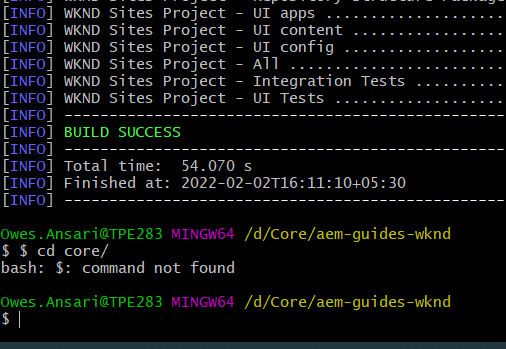 [INFO] WKND Sites Project - Repository Structure Package
[INFO] WKND Sites Project - UI apps ....................
[INFO] WKND Sites Project - UI content .................
[INFO] WKND Sites Project - UI config ..................
[INFO] WKND Sites Project - All ........................
[INFO] WKND Sites Project - Integration Tests ..........
[INFO] WKND Sites Project - UI Tests ...................
[INFO] ------------------------------------------------
[INFO] BUILD SUCCESS
[INFO] ------------------------------------------------
[INFO] Total time:  54.070 s
[INFO] Finished at: 2022-02-02T16:11:10+05:30
[INFO] ------------------------------------------------
Owes.Ansari@TPE283 MINGW64 /d/Core/aem-guides-wknd
$ $ cd core/
bash: $: command not found
Owes.Ansari@TPE283 MINGW64 /d/Core/aem-guides-wknd
$